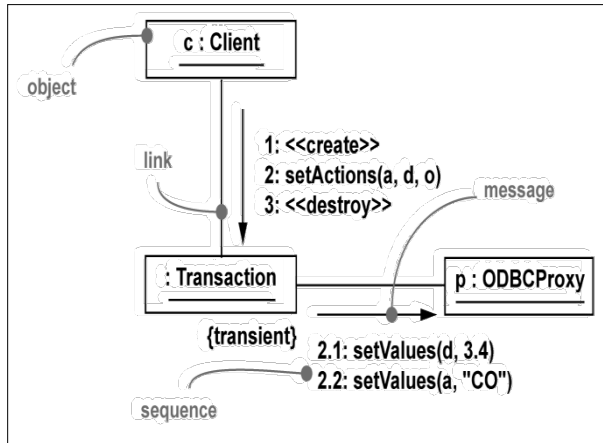 c : Client
object
1: <<create>>
2: setActions(a, d, o)
3: <<destroy>>
link
message
: Transaction
p : ODBCProxy
{transient}
2.1: setValues(d, 3.4)
2.2: setValues(a, "CO")
sequence